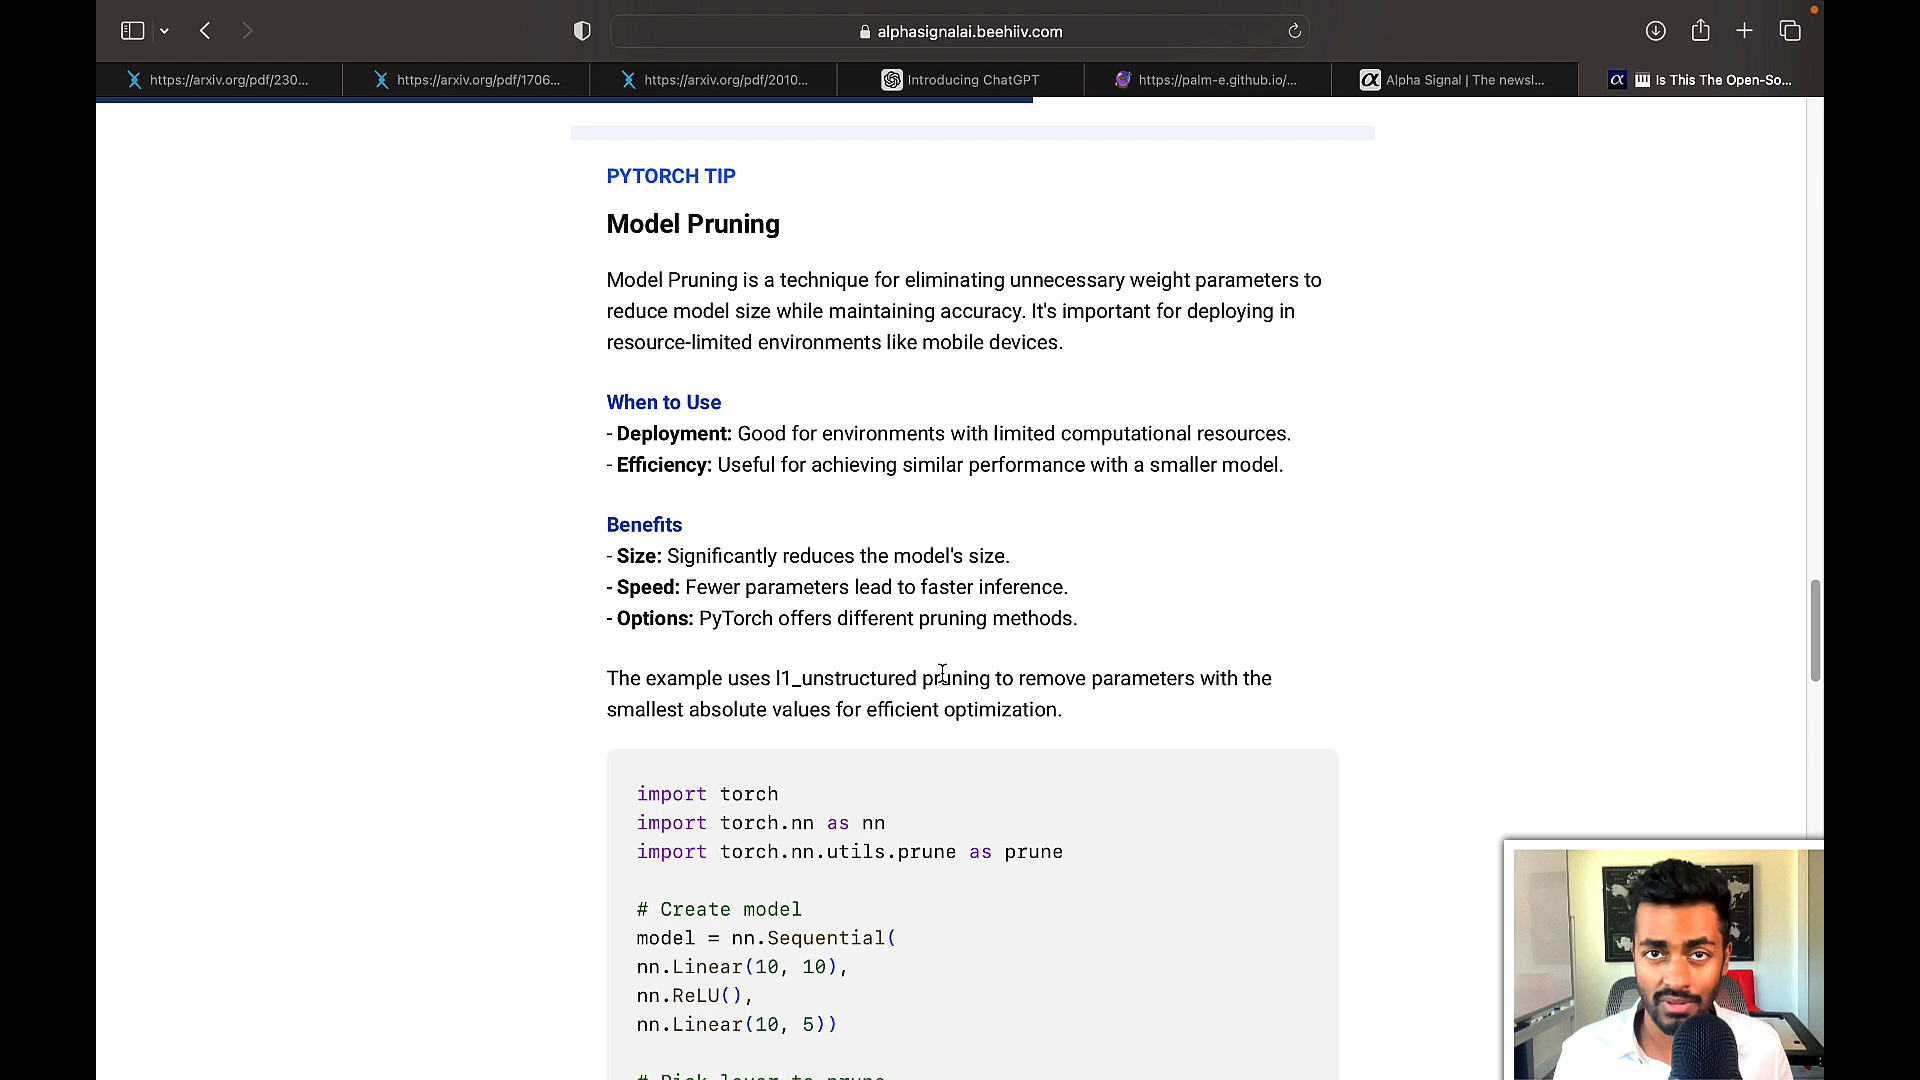 alphasignalai.beehiiv.com
https://arxiv.org/pdf/230...
https://arxiv.org/pdf/1706...
https://arxiv.org/pdf/2010...
Introducing ChatGPT
https://palm-e.github.io/...
Alpha Signal | The newsl...
Is This The Open-So...
PYTORCH TIP
Model Pruning
Model Pruning is a technique for eliminating unnecessary weight parameters to
reduce model size while maintaining accuracy. It's important for deploying in
resource-limited environments like mobile devices.
When to Use
- Deployment: Good for environments with limited computational resources.
- Efficiency: Useful for achieving similar performance with a smaller model.
Benefits
- Size: Significantly reduces the model's size.
- Speed: Fewer parameters lead to faster inference.
- Options: PyTorch offers different pruning methods.
The example uses l1_unstructured pruning to remove parameters with the
smallest absolute values for efficient optimization.
import torch
import torch.nn as nn
import torch.nn.utils.prune as prune
# Create model
model = nn.Sequential(
nn.Linear(10, 10),
nn.ReLU(),
nn.Linear(10, 5))
# Pick layer to prune